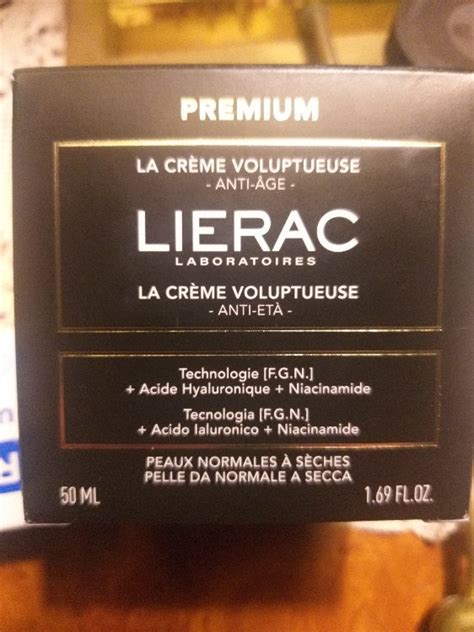 PREMIUM
LA CRÈME VOLUPTUEUSE
- ANTI-ÂGE -
LIERAC
LABORATOIRES
LA CRÈME VOLUPTUEUSE
- ANTI-ETÀ -
Technologie [F.G.N.]
+ Acide Hyaluronique + Niacinamide
Tecnologia [F.G.N.]
+ Acido Ialuronico + Niacinamide
PEAUX NORMALES À SÈCHES
PELLE DA NORMALE A SECCA
50 ML
1.69 FL.OZ.